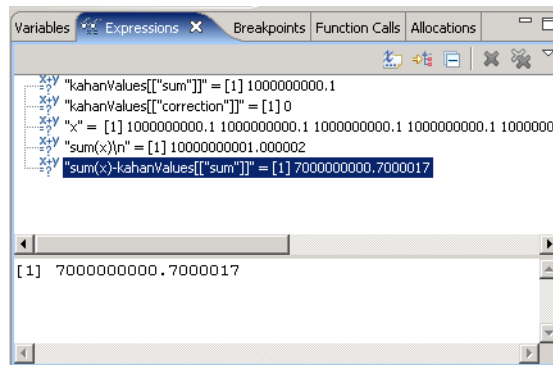 Variables Expressions Breakpoints Function Calls Allocations
"kahanValues[["sum"]]" = [1] 1000000000.1
"kahanValues[["correction"]]" = [1] 0
"x" = [1] 1000000000.1 1000000000.1 1000000000.1 1000000000.1 1000000
"sum(x)\n" = [1] 10000000001.000002
"sum(x)-kahanValues[["sum"]]" = [1] 7000000000.7000017
[1] 7000000000.7000017